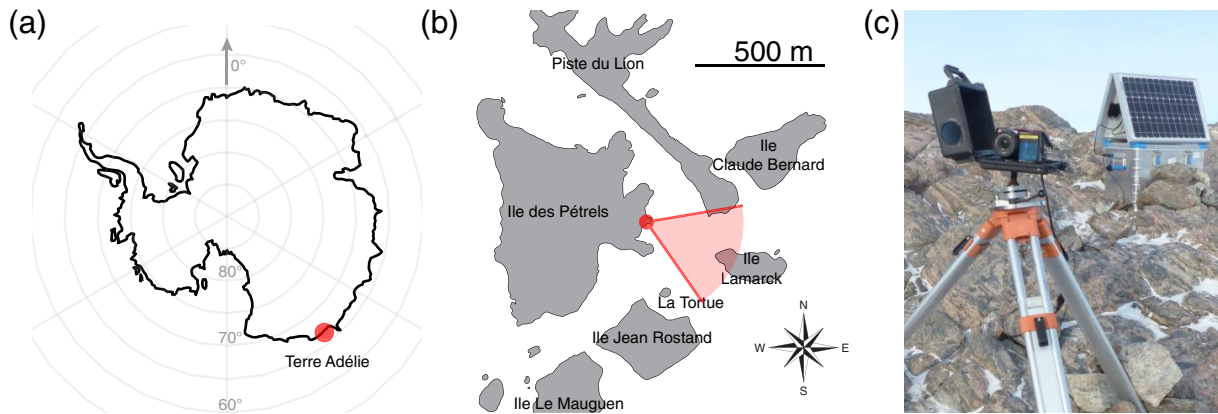 (a)
0°
80°
70°
60°
Terre Adélie
(b)
Piste du Lion
500 m
Ile
Claude Bernard
Ile des Pétrels
Ile
Lamarck
La Tortue
Ile Jean Rostand
Ile Le Mauguen
N
W
E
S
(c)